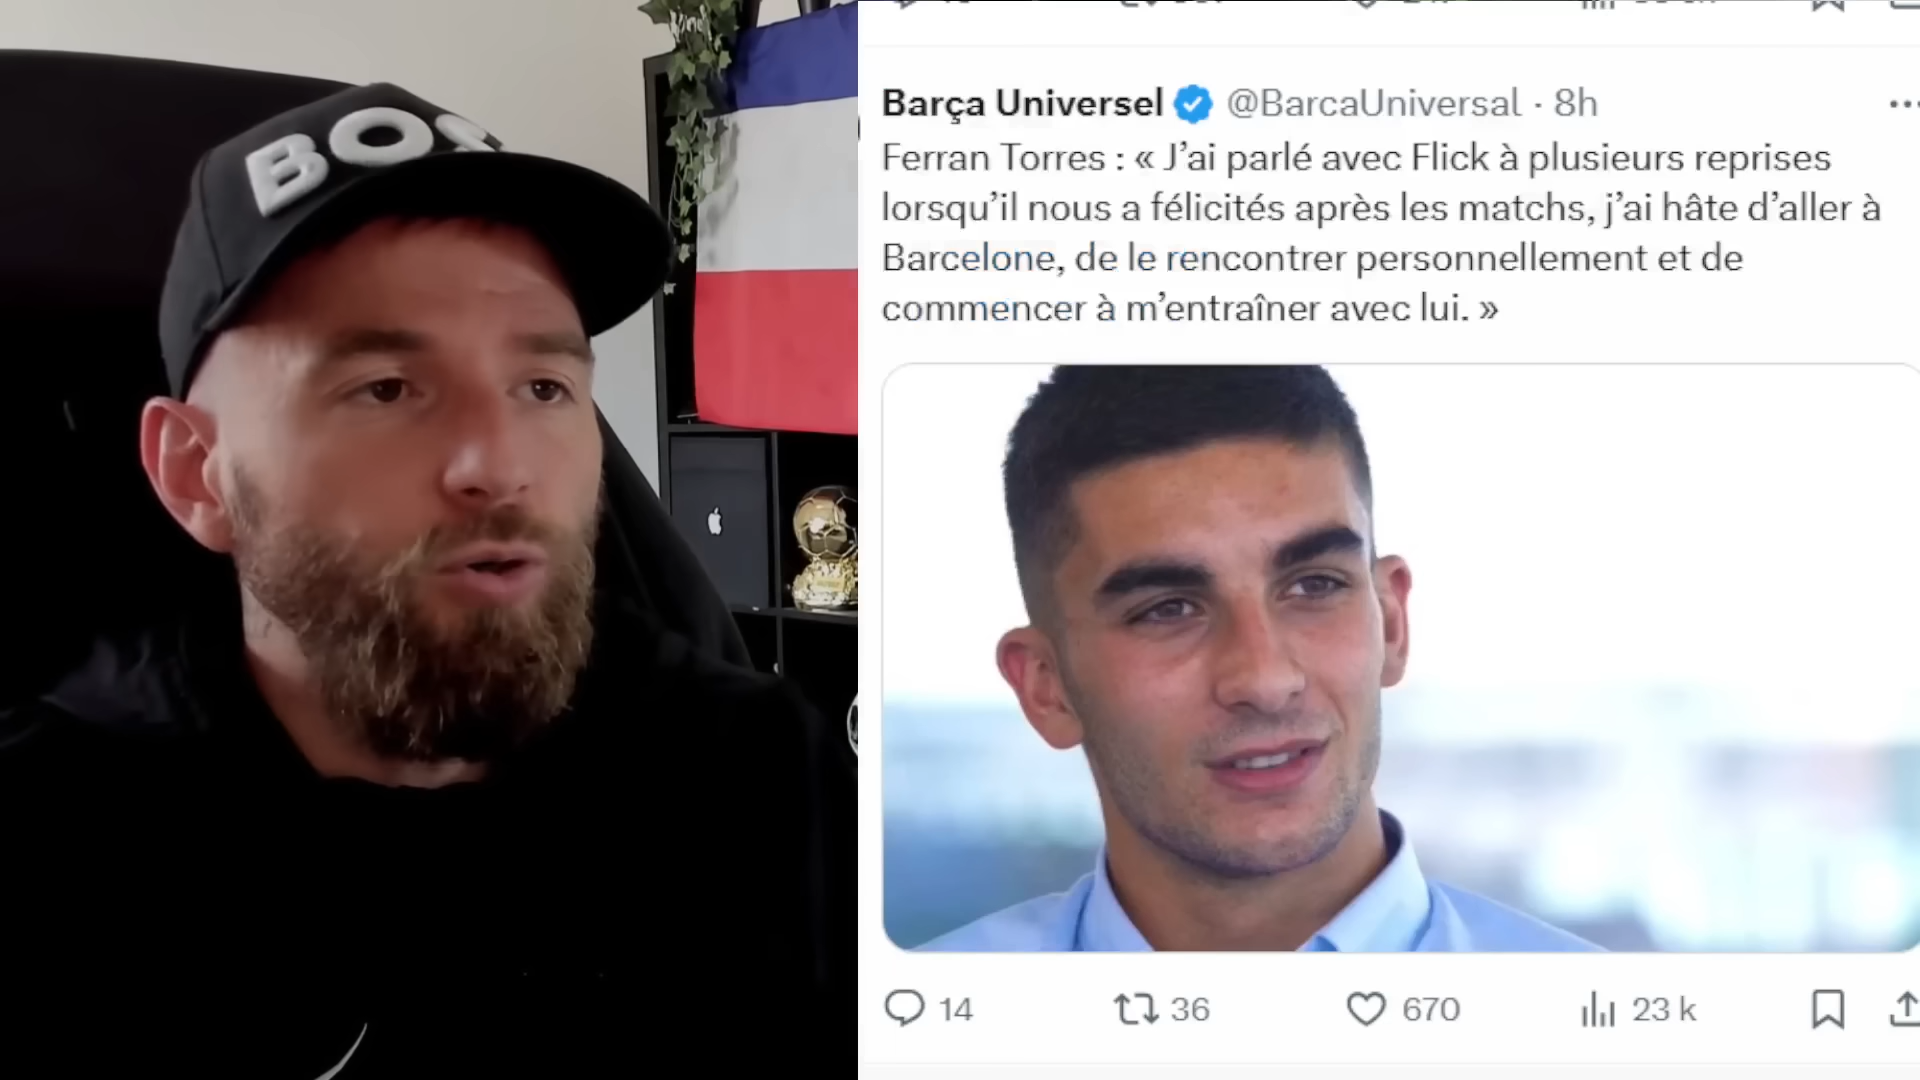 BOS
Barça Universel @BarcaUniversal · 8h
Ferran Torres : « J’ai parlé avec Flick à plusieurs reprises
lorsqu’il nous a félicités après les matchs, j’ai hâte d’aller à
Barcelone, de le rencontrer personnellement et de
commencer à m’entraîner avec lui. »
14 36 670 23 k